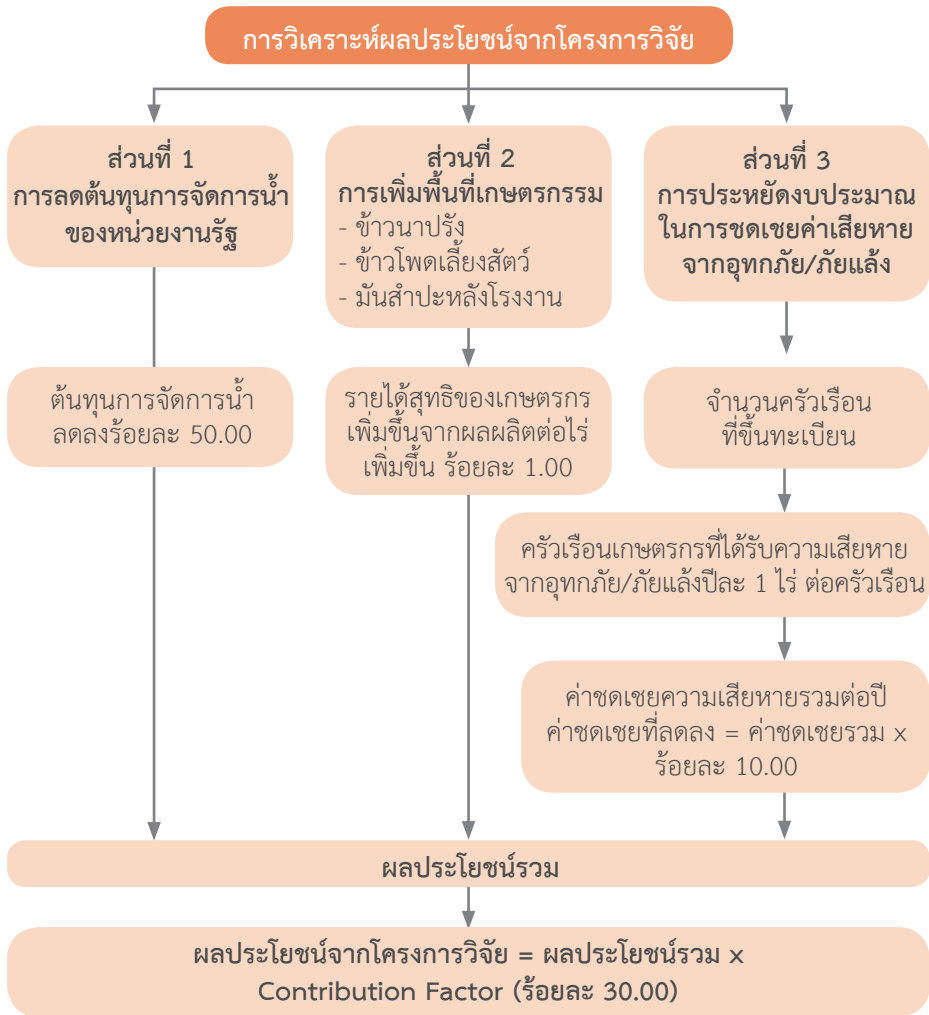 การวิเคราะห์ผลประโยชน์จากโครงการวิจัย
ส่วนที่ 1
การลดต้นทุนการจัดการน้ำ
ของหน่วยงานรัฐ
ส่วนที่ 2
การเพิ่มพื้นที่เกษตรกรรม
- ข้าวนาปรัง
- ข้าวโพดเลี้ยงสัตว์
- มันสำปะหลังโรงงาน
ส่วนที่ 3
การประหยัดงบประมาณ
ในการชดเชยค่าเสียหาย
จากอุทกภัย/ภัยแล้ง
ต้นทุนการจัดการน้ำ
ลดลงร้อยละ 50.00
รายได้สุทธิของเกษตรกร
เพิ่มขึ้นจากผลผลิตต่อไร่
เพิ่มขึ้น ร้อยละ 1.00
จำนวนครัวเรือน
ที่ขึ้นทะเบียน
ครัวเรือนเกษตรกรที่ได้รับความเสียหาย
จากอุทกภัย/ภัยแล้งปีละ 1 ไร่ ต่อครัวเรือน
ค่าชดเชยความเสียหายรวมต่อปี
ค่าชดเชยที่ลดลง = ค่าชดเชยรวม x
ร้อยละ 10.00
ผลประโยชน์รวม
ผลประโยชน์จากโครงการวิจัย = ผลประโยชน์รวม x
Contribution Factor (ร้อยละ 30.00)